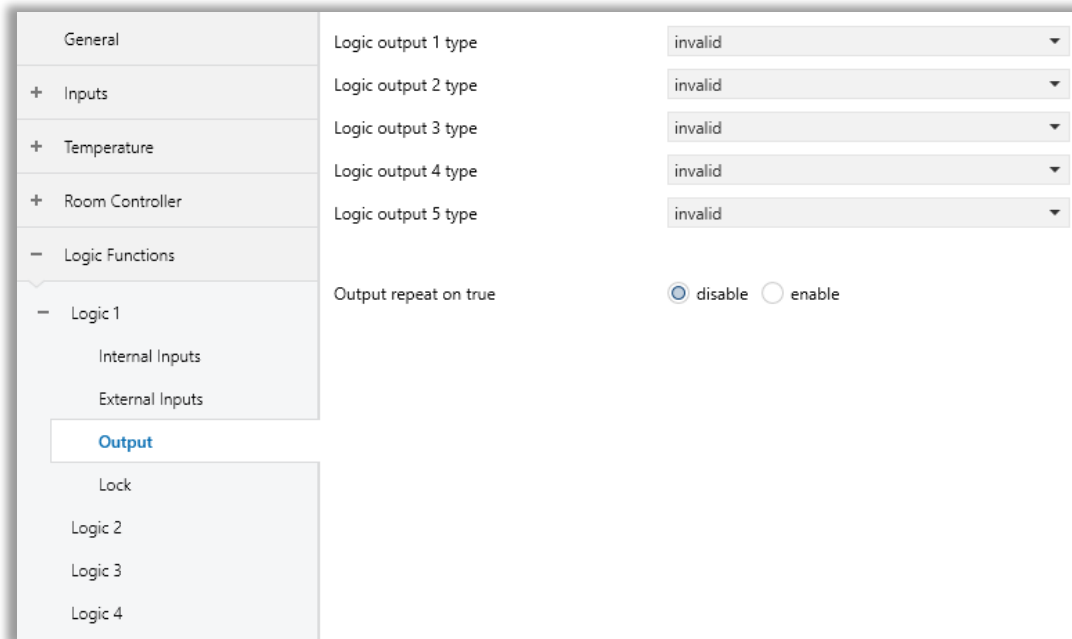 General
Inputs
Temperature
Room Controller
Logic Functions
Logic 1
Internal Inputs
External Inputs
Output
Lock
Logic 2
Logic 3
Logic 4
Logic output 1 type invalid
Logic output 2 type invalid
Logic output 3 type invalid
Logic output 4 type invalid
Logic output 5 type invalid
Output repeat on true disable enable